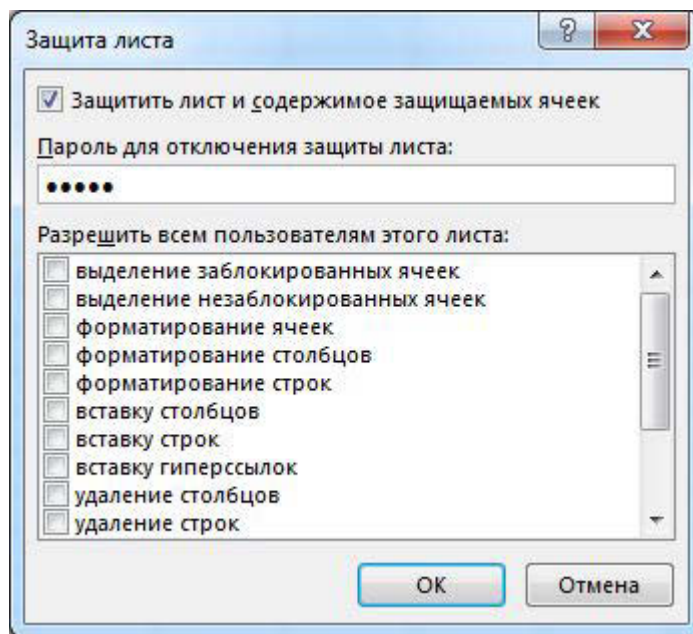 Защита листа
Защитить лист и содержимое защищаемых ячеек
Пароль для отключения защиты листа:
•••••
Разрешить всем пользователям этого листа:
выделение заблокированных ячеек
выделение незаблокированных ячеек
форматирование ячеек
форматирование столбцов
форматирование строк
вставку столбцов
вставку строк
вставку гиперссылок
удаление столбцов
удаление строк
ОК Отмена